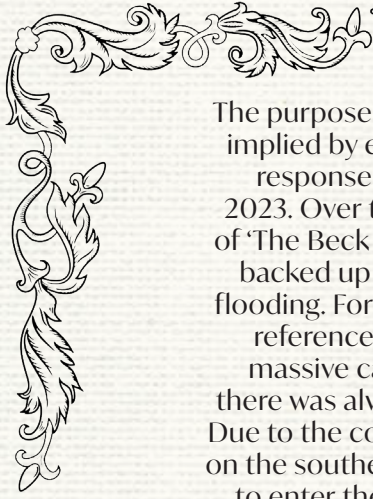 The purpose
implied by e
response
2023. Over t
of ‘The Beck
backed up
flooding. For
reference
massive ca
there was alv
Due to the co
on the southe
to enter the